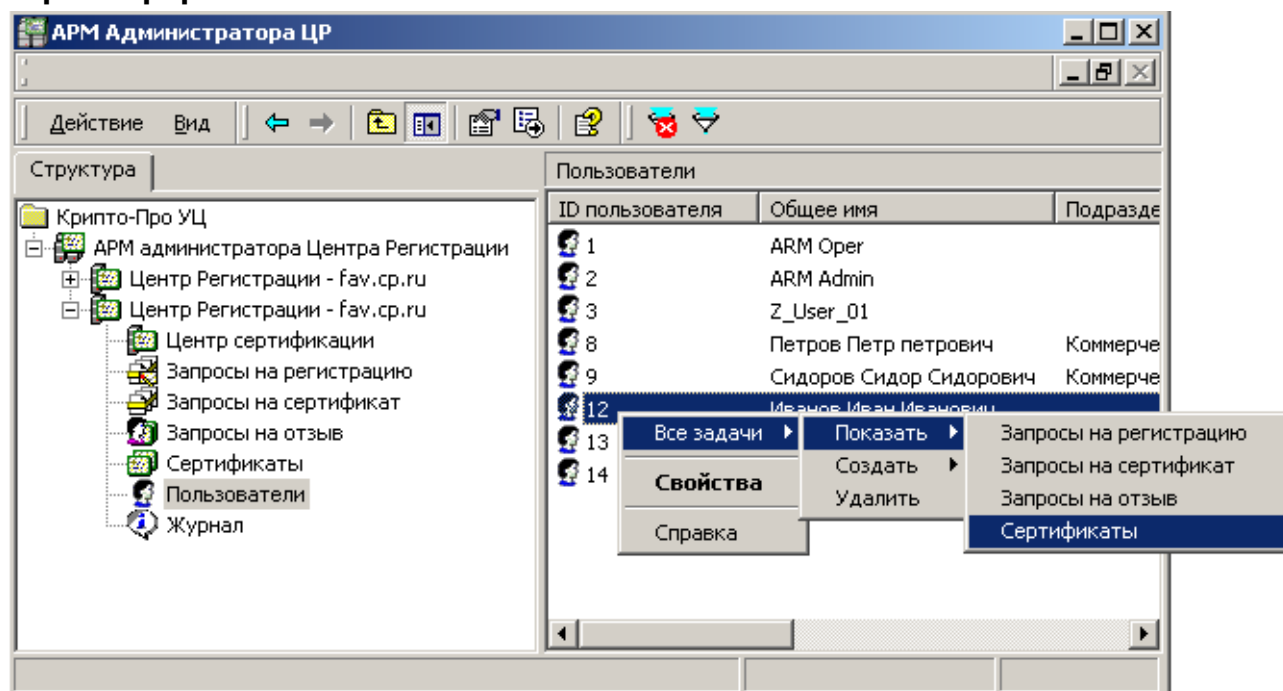 АРМ Администратора ЦР
Действие Вид
Структура
Пользователи
Крипто-Про УЦ
АРМ администратора Центра Регистрации
Центр Регистрации - fav.cp.ru
Центр Регистрации - fav.cp.ru
Центр сертификации
Запросы на регистрацию
Запросы на сертификат
Запросы на отзыв
Сертификаты
Пользователи
Журнал
ID пользователя Общее имя Подразде
1 ARM Oper
2 ARM Admin
3 Z_User_01
8 Петров Петр петрович Коммерче
9 Сидоров Сидор Сидорович Коммерче
12 Иванов Иван Иванович
13
14
Все задачи
Свойства
Справка
Показать
Создать
Удалить
Запросы на регистрацию
Запросы на сертификат
Запросы на отзыв
Сертификаты